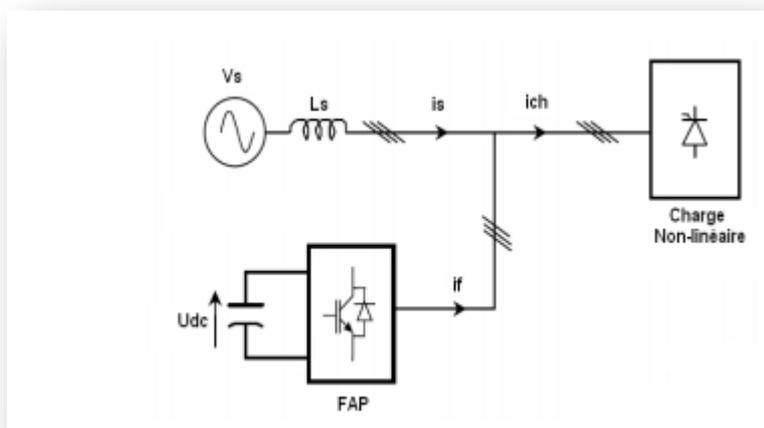 Vs
Ls
is
ich
Charge
Non-linéaire
Udc
if
FAP